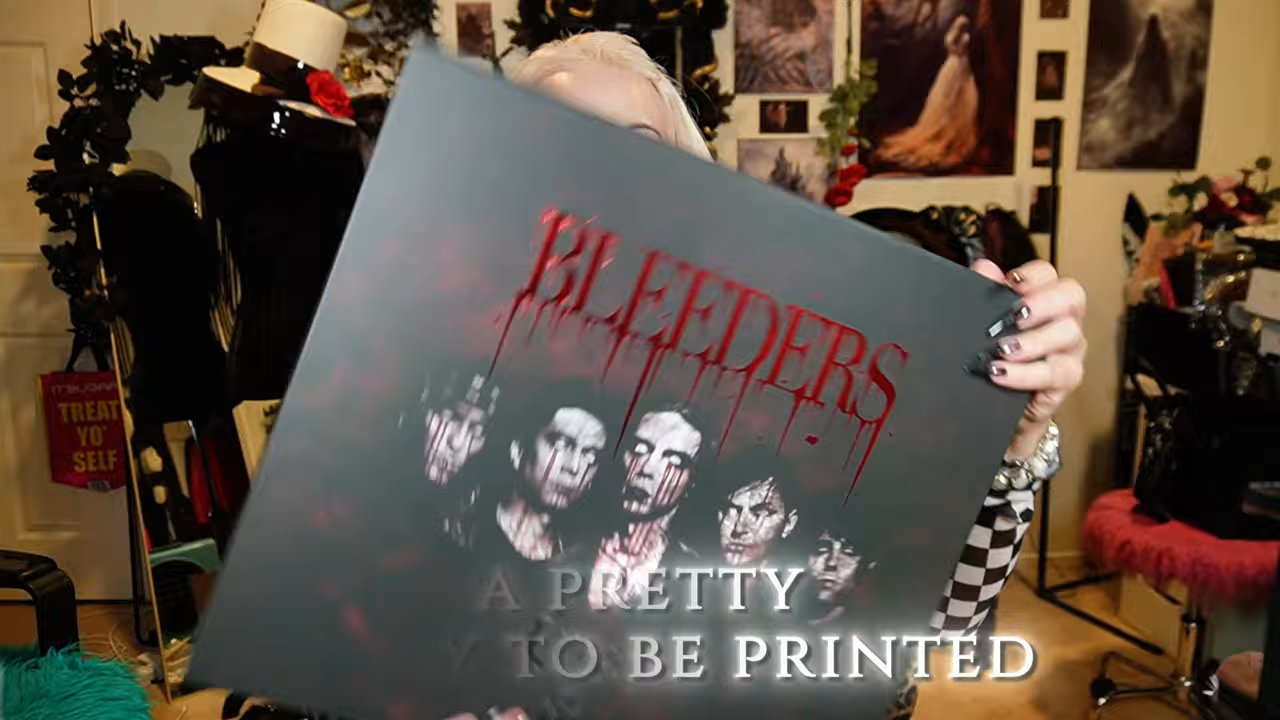 BLEEDERS
TREAT
YO'
SELF
A PRETTY
TO BE PRINTED